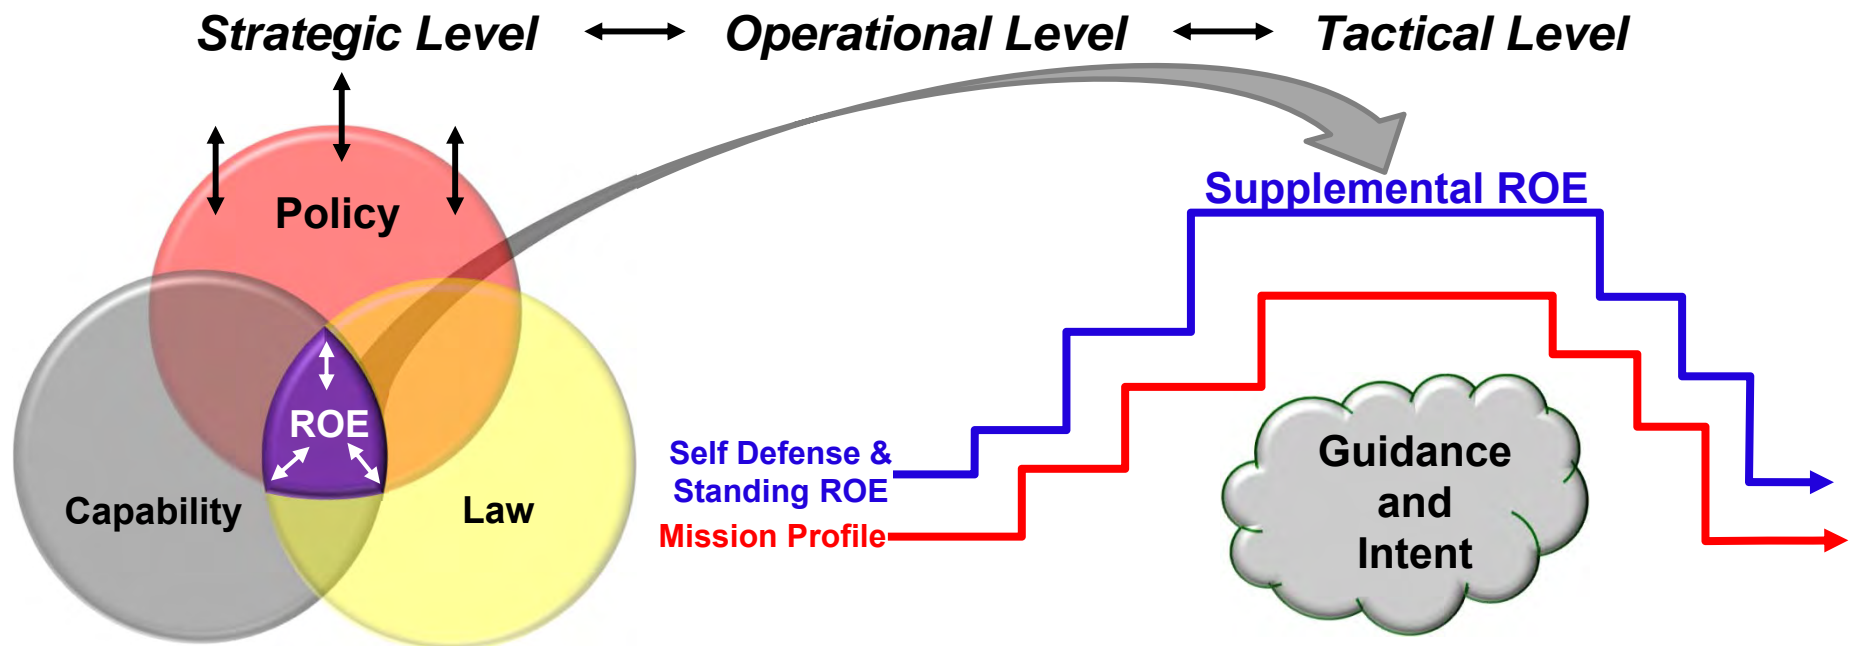 Strategic Level
Operational Level
Tactical Level
Policy
Capability
ROE
Law
Supplemental ROE
Self Defense &
Standing ROE
Mission Profile
Guidance
and
Intent